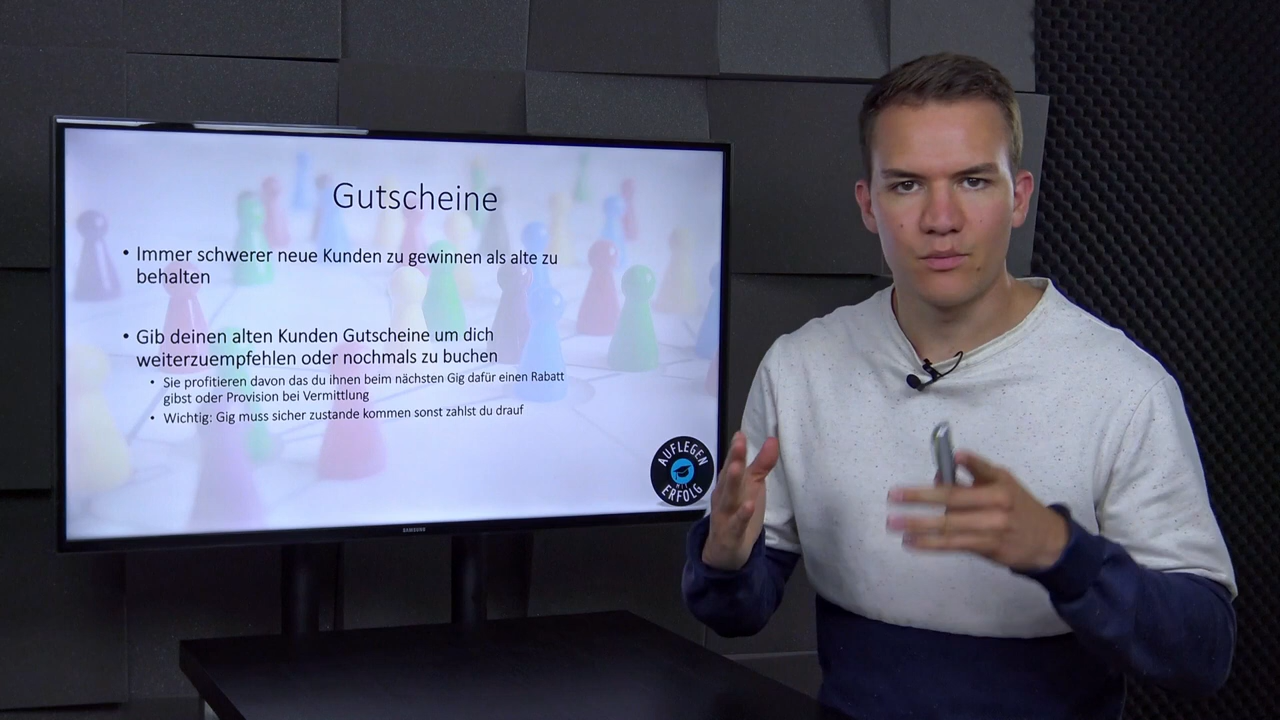 Gutscheine
• Immer schwerer neue Kunden zu gewinnen als alte zu
behalten
• Gib deinen alten Kunden Gutscheine um dich
weiterzuempfehlen oder nochmals zu buchen
• Sie profitieren davon das du ihnen beim nächsten Gig dafür einen Rabatt
gibst oder Provision bei Vermittlung
• Wichtig: Gig muss sicher zustande kommen sonst zahlst du drauf
AUFLEGEN
MIT
ERFOLG
SAMSUNG